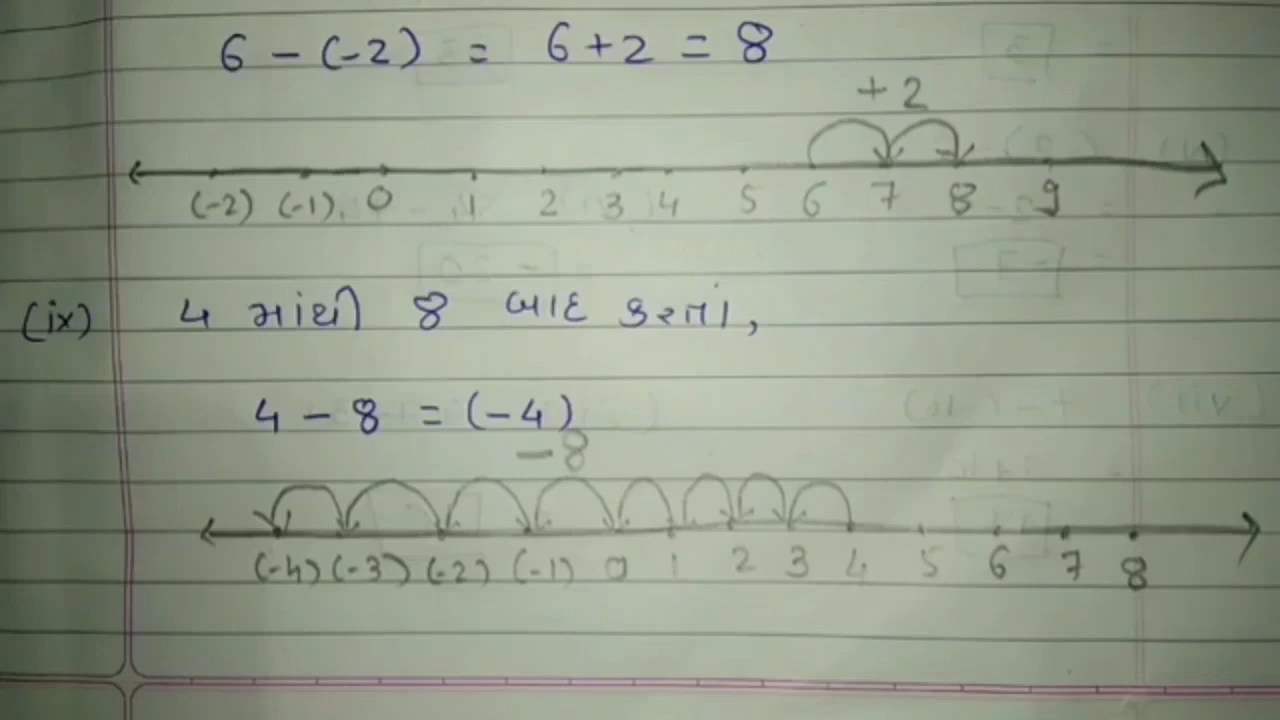 6 - (-2) = 6 + 2 = 8
+2
(-2) (-1) 0 1 2 3 4 5 6 7 8 9
(ix) 4 માંથી 8 બાદ કરતાં,
4 - 8 = (-4)
-8
(-4) (-3) (-2) (-1) 0 1 2 3 4 5 6 7 8